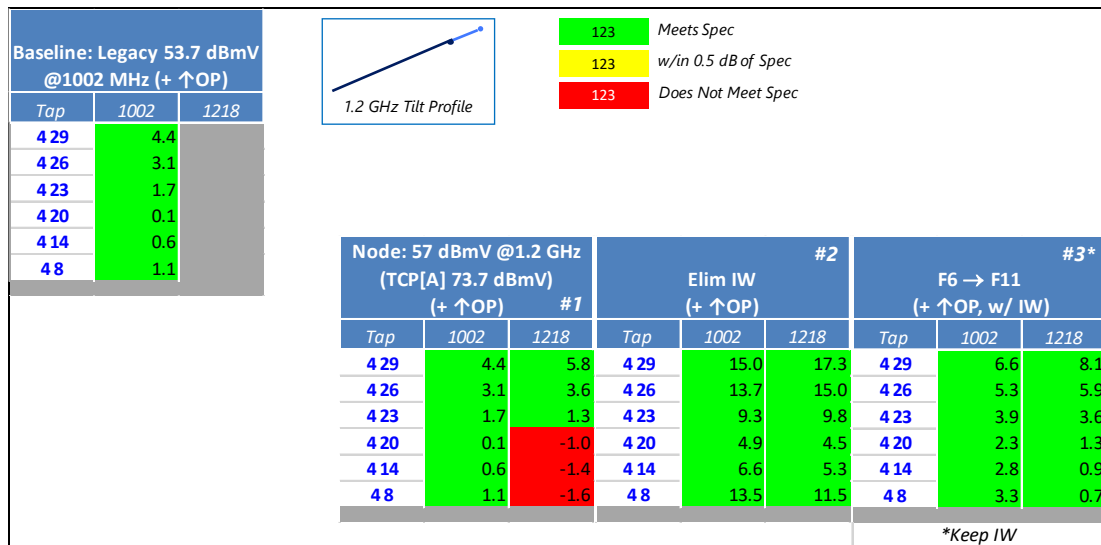 Baseline: Legacy 53.7 dBmV
@1002 MHz (+ ↑OP)
Tap 1002 1218
4 29 4.4
4 26 3.1
4 23 1.7
4 20 0.1
4 14 0.6
4 8 1.1
1.2 GHz Tilt Profile
123 Meets Spec
123 w/in 0.5 dB of Spec
123 Does Not Meet Spec
Node: 57 dBmV @1.2 GHz
(TCP[A] 73.7 dBmV)
(+ ↑OP) #1
Tap 1002 1218
4 29 4.4 5.8
4 26 3.1 3.6
4 23 1.7 1.3
4 20 0.1 -1.0
4 14 0.6 -1.4
4 8 1.1 -1.6
#2
Elim IW
(+ ↑OP)
Tap 1002 1218
4 29 15.0 17.3
4 26 13.7 15.0
4 23 9.3 9.8
4 20 4.9 4.5
4 14 6.6 5.3
4 8 13.5 11.5
#3*
F6 → F11
(+ ↑OP, w/ IW)
Tap 1002 1218
4 29 6.6 8.1
4 26 5.3 5.9
4 23 3.9 3.6
4 20 2.3 1.3
4 14 2.8 0.9
4 8 3.3 0.7
*Keep IW